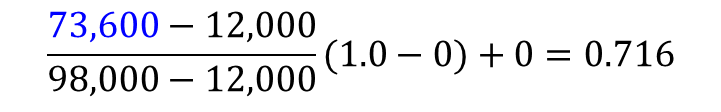 73,600 − 12,000
98,000 − 12,000 (1.0 − 0) + 0 = 0.716